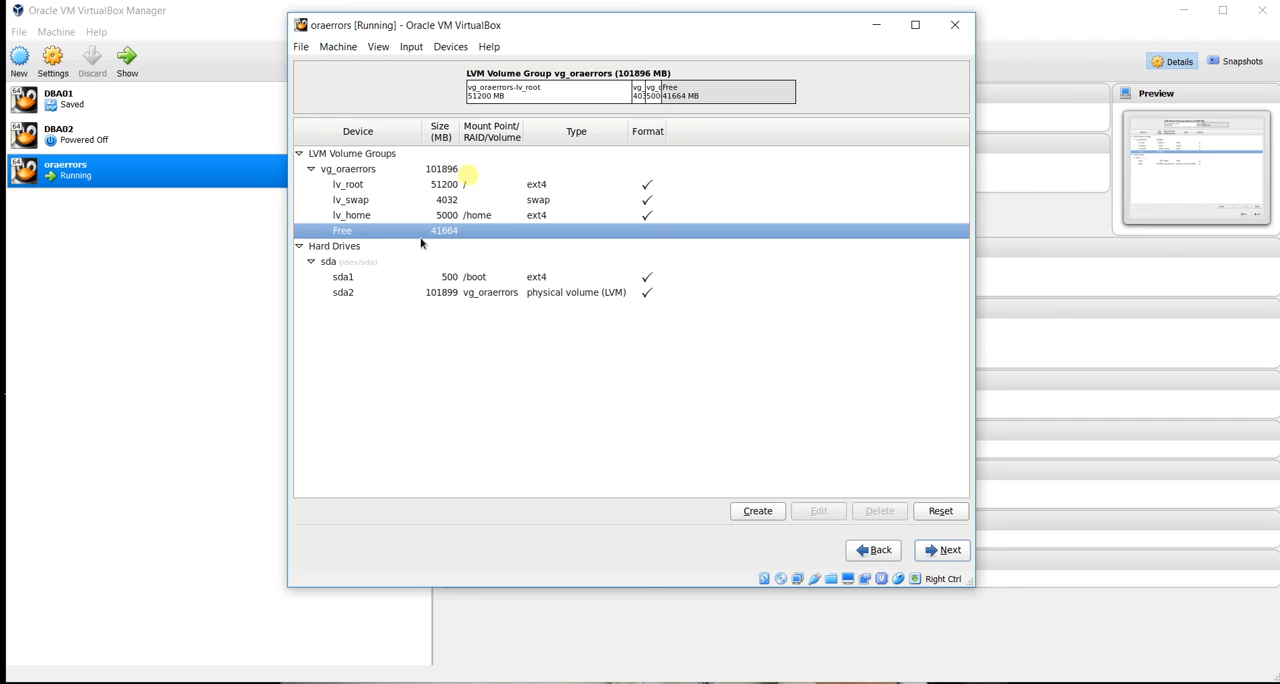 Oracle VM VirtualBox Manager
File Machine Help
New Settings Discard Show
Details Snapshots
64 DBA01
Saved
64 DBA02
Powered Off
64 oraerrors
Running
Preview
oraerrors [Running] - Oracle VM VirtualBox
File Machine View Input Devices Help
LVM Volume Group vg_oraerrors (101896 MB)
vg_oraerrors-lv_root
51200 MB
Free
41664 MB
Device Size (MB) Mount Point/ RAID/Volume Type Format
LVM Volume Groups
vg_oraerrors 101896
lv_root 51200 / ext4 ✓
lv_swap 4032 swap ✓
lv_home 5000 /home ext4 ✓
Free 41664
Hard Drives
sda (/dev/sda)
sda1 500 /boot ext4 ✓
sda2 101899 vg_oraerrors physical volume (LVM) ✓
Create Edit Delete Reset
Back Next
Right Ctrl